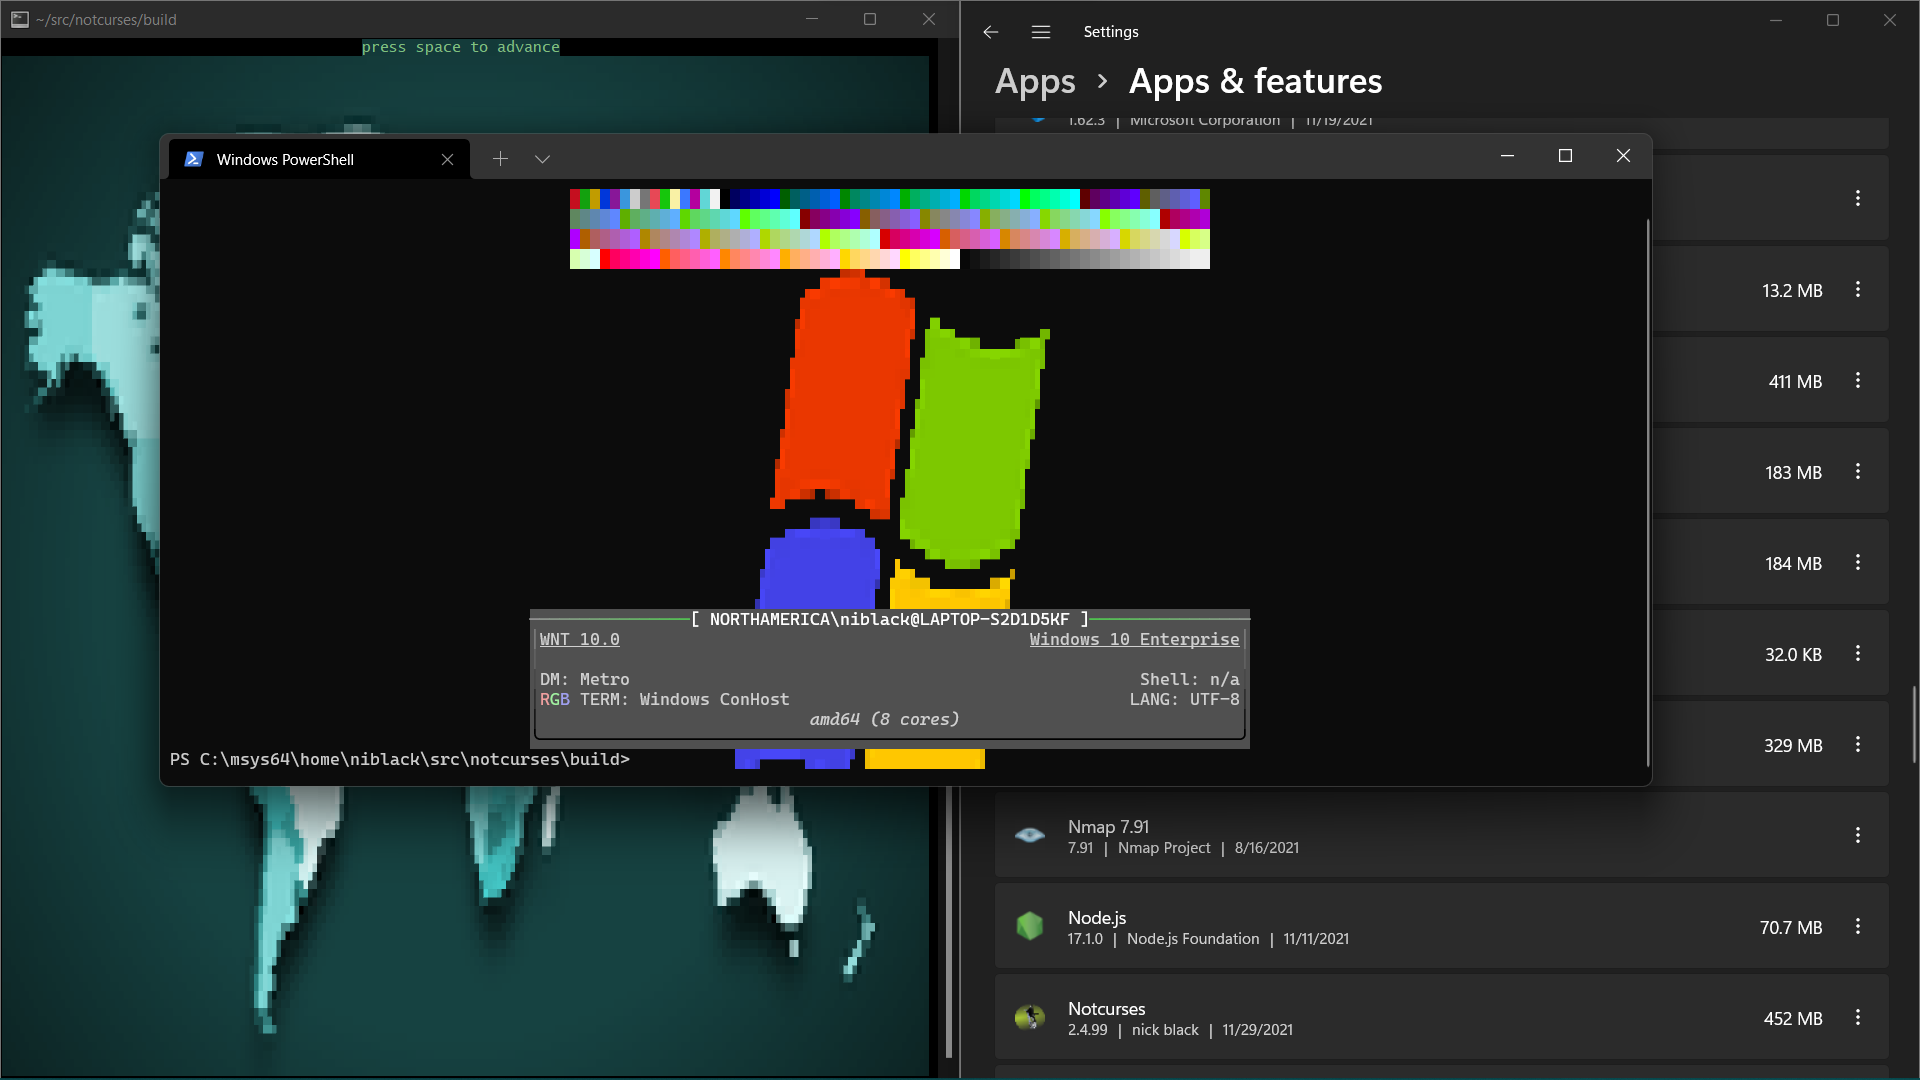 ~/src/notcurses/build
press space to advance
Settings
Apps > Apps & features
1.62.3 | Microsoft Corporation | 11/19/2021
Windows PowerShell
[ NORTHAMERICA\niblack@LAPTOP-S2D1D5KF ]
WNT 10.0 Windows 10 Enterprise
DM: Metro Shell: n/a
RGB TERM: Windows ConHost LANG: UTF-8
amd64 (8 cores)
PS C:\msys64\home\niblack\src\notcurses\build>
13.2 MB
411 MB
183 MB
184 MB
32.0 KB
329 MB
Nmap 7.91
7.91 | Nmap Project | 8/16/2021
Node.js
17.1.0 | Node.js Foundation | 11/11/2021
70.7 MB
Notcurses
2.4.99 | nick black | 11/29/2021
452 MB